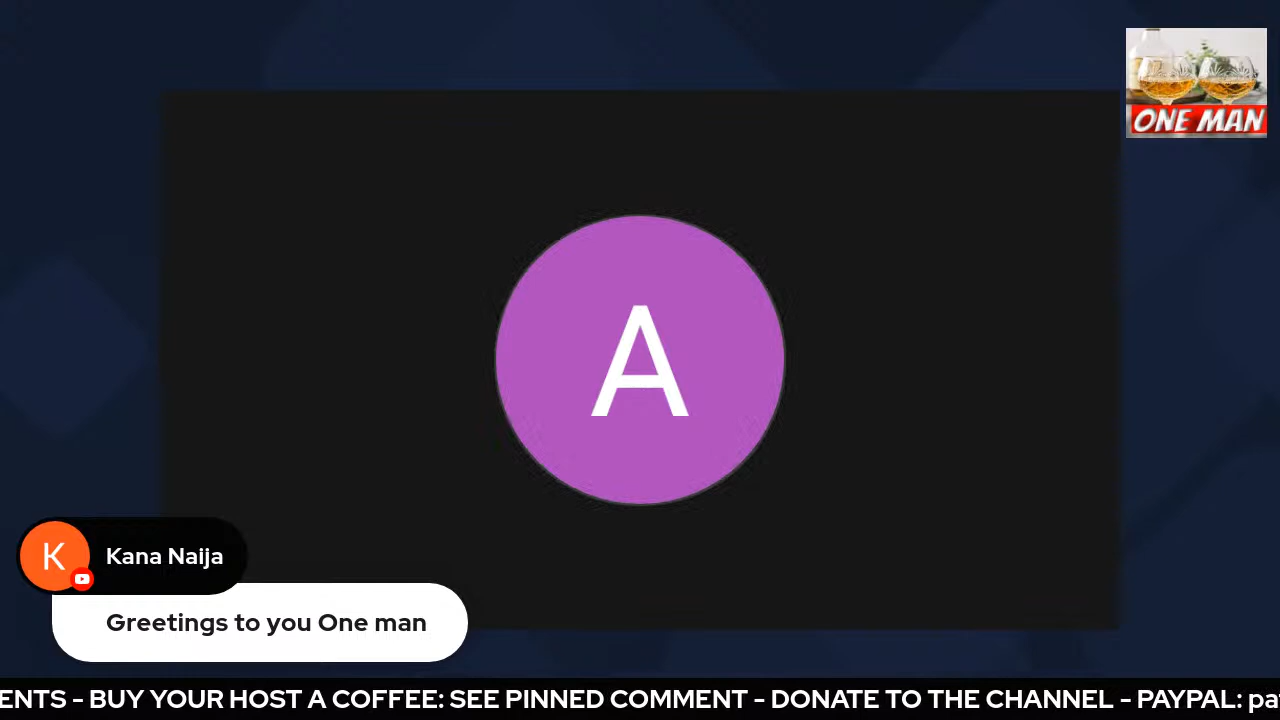 ONE MAN
A
K
Kana Naija
Greetings to you One man
ENTS - BUY YOUR HOST A COFFEE: SEE PINNED COMMENT - DONATE TO THE CHANNEL - PAYPAL: